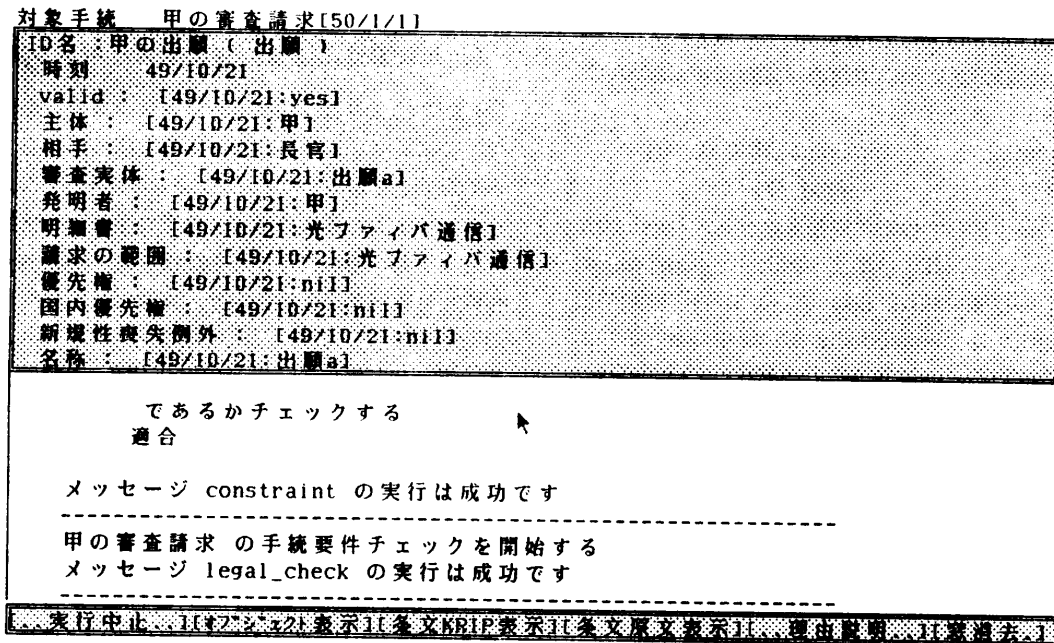 対象手続 甲の審査請求[50/1/1]
ID名 :甲の出願 ( 出願 )
時刻 49/10/21
valid : [49/10/21:yes]
主体 : [49/10/21:甲]
相手 : [49/10/21:長官]
審査実体 : [49/10/21:出願a]
発明者 : [49/10/21:甲]
明細書 : [49/10/21:光ファィバ通信]
請求の範囲 : [49/10/21:光ファィバ通信]
優先権 : [49/10/21:nil]
国内優先権 : [49/10/21:nil]
新規性喪失例外 : [49/10/21:nil]
名称 : [49/10/21:出願a]
であるかチェックする
適合
メッセージ constraint の実行は成功です
甲の審査請求 の手続要件チェックを開始する
メッセージ legal_check の実行は成功です
[ 実行中止 ][オブジェクト表示][条文KRIP表示][条文原文表示][ 理由説明 ][